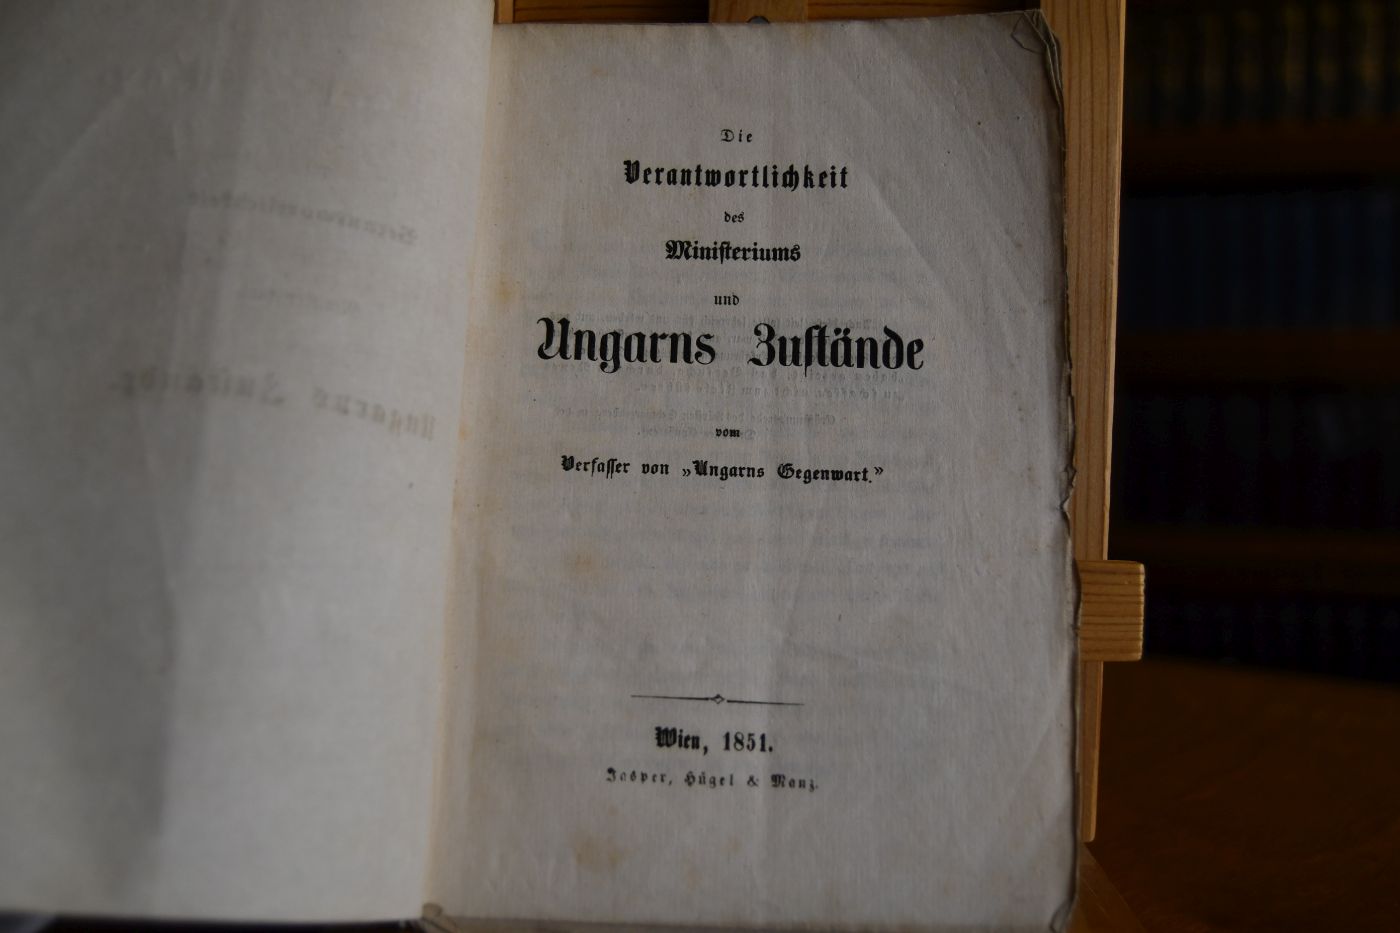 Die
Verantwortlichkeit
des
Ministeriums
und
Ungarns Zustände
vom
Verfasser von „Ungarns Gegenwart.”
Wien, 1851.
Jasper, Hügel & Manz.